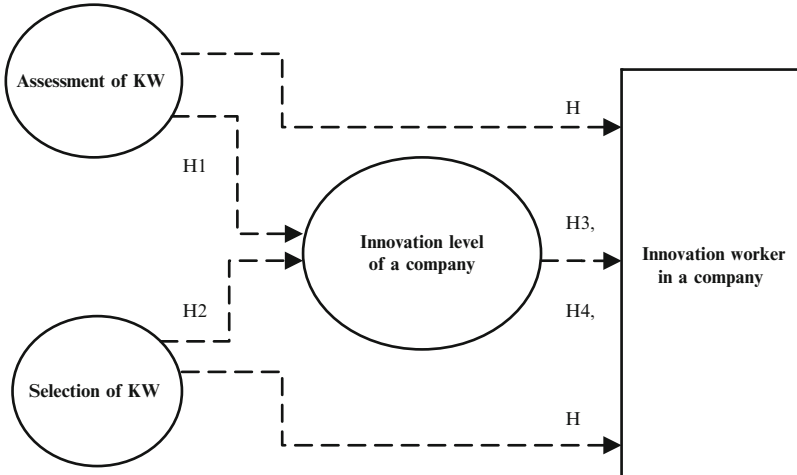 Assessment of KW
H
H1
H3,
Innovation level
of a company
Innovation worker
in a company
H2
H4,
Selection of KW
H